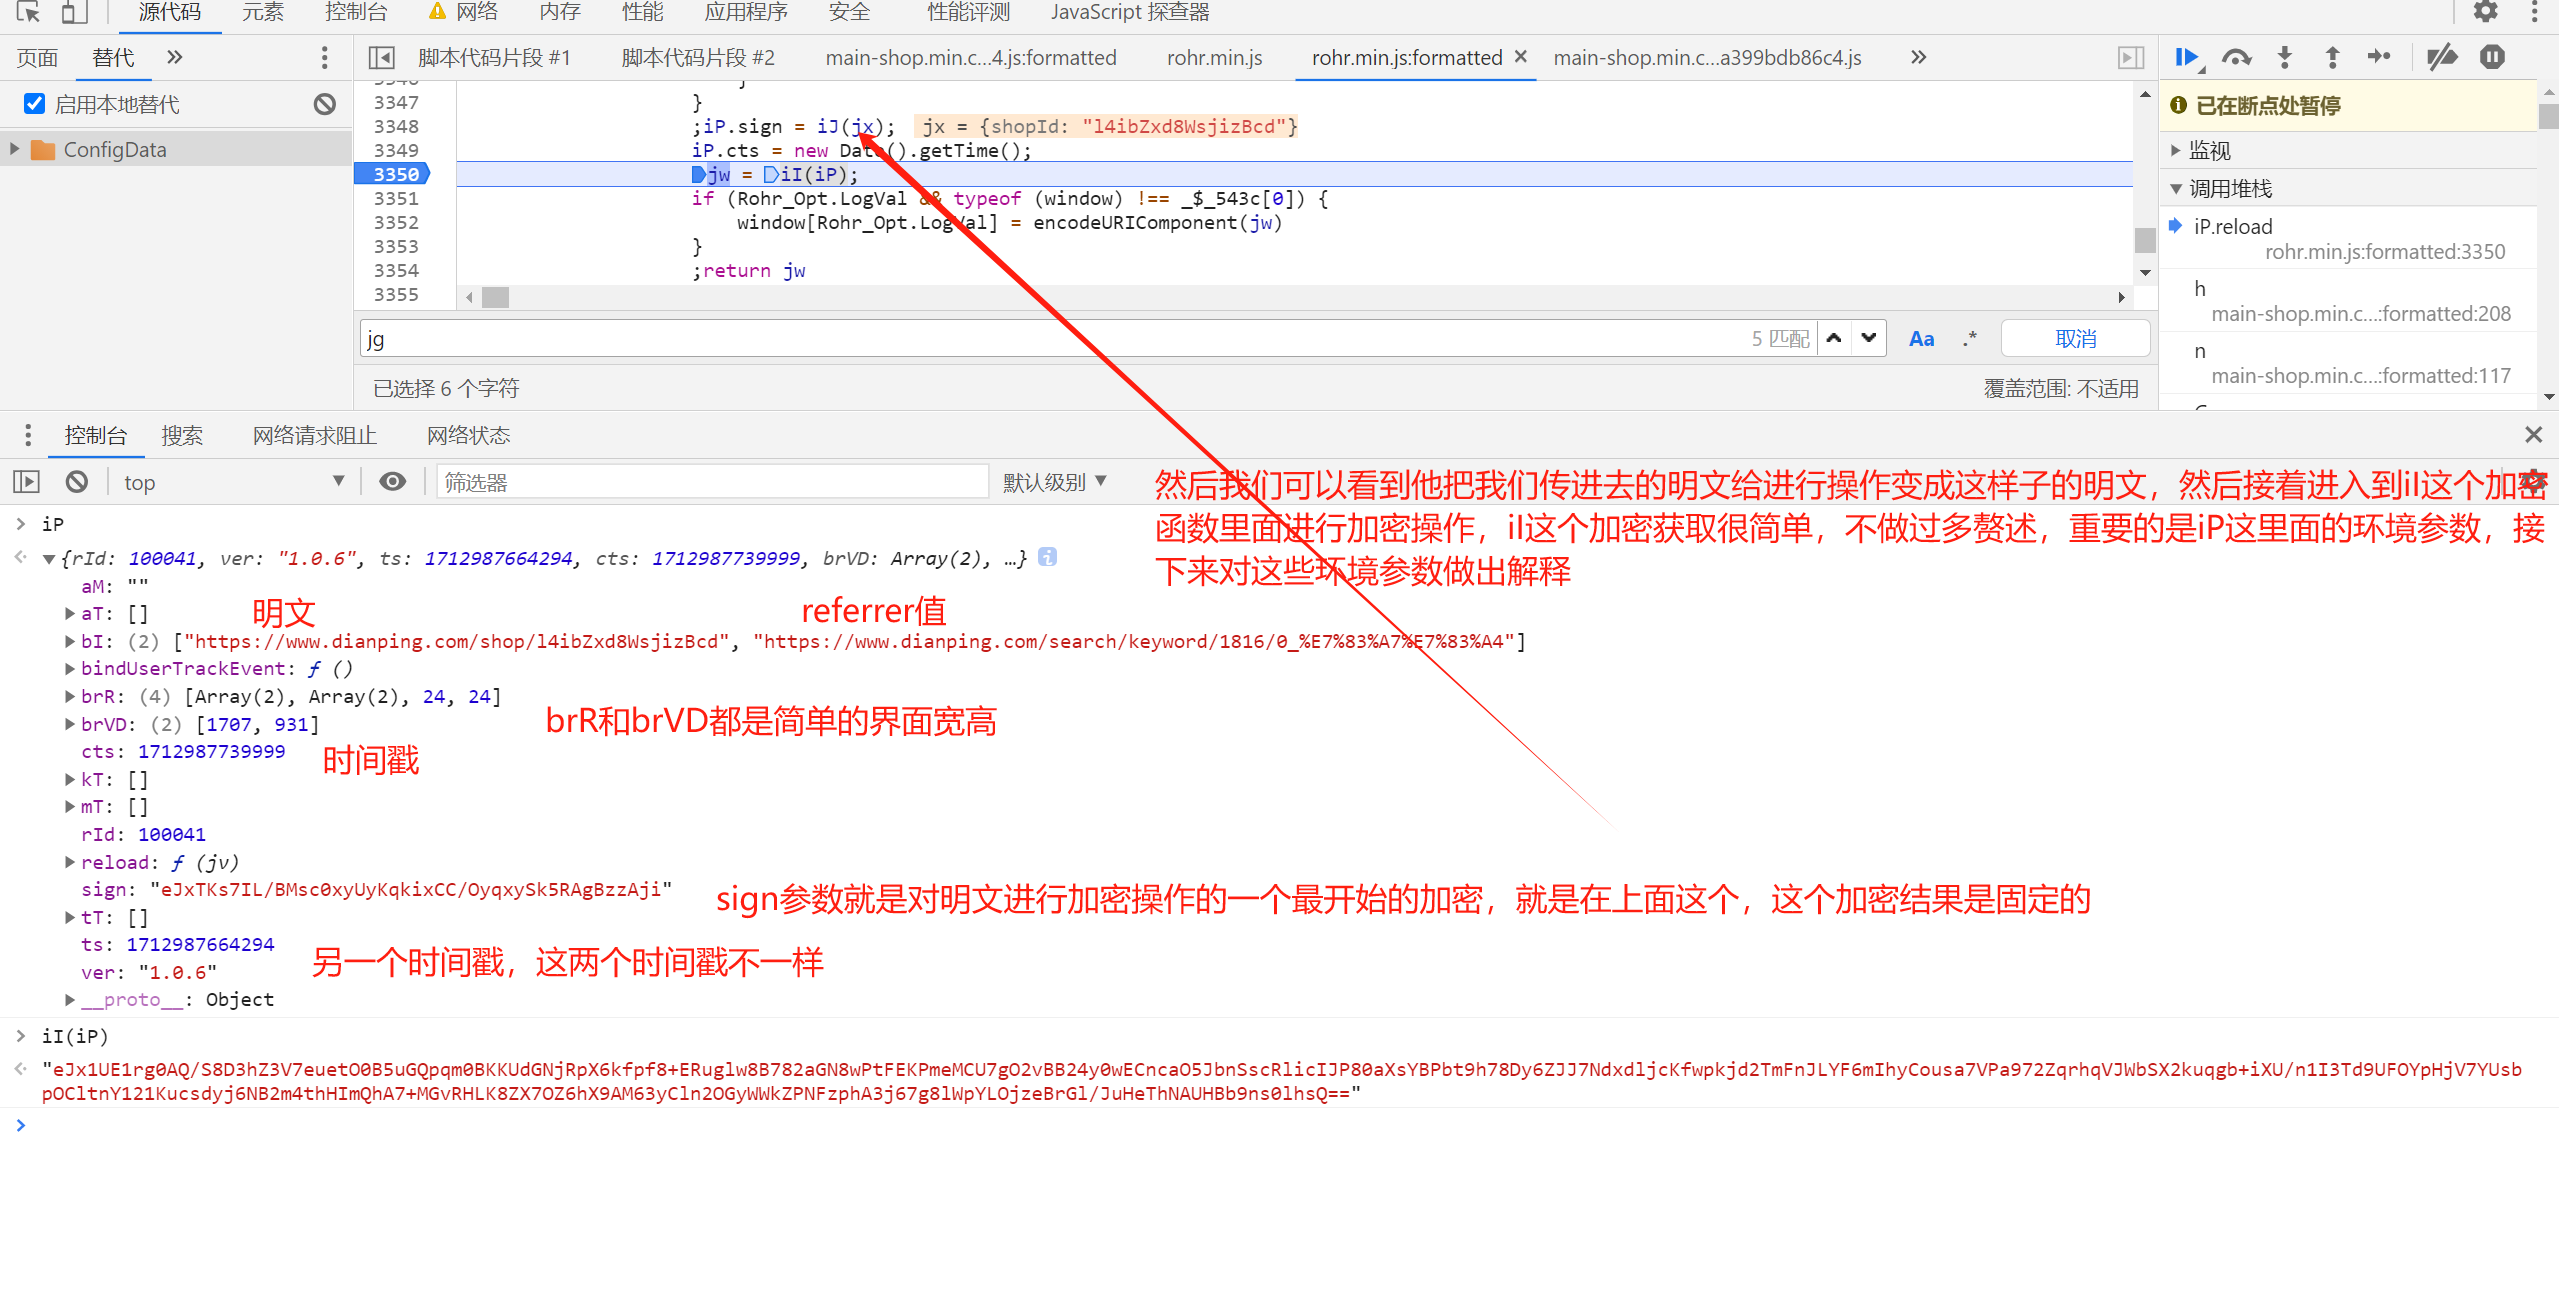 源代码 元素 控制台 网络 内存 性能 应用程序 安全 性能评测 JavaScript 探查器
页面 替代 » 脚本代码片段 #1 脚本代码片段 #2 main-shop.min.c...4.js:formatted rohr.min.js rohr.min.js:formatted × main-shop.min.c...a399bdb86c4.js »
启用本地替代
ConfigData
3346 }
3347 }
3348 ;iP.sign = iJ(jx); jx = {shopId: "l4ibZxd8WsjizBcd"}
3349 iP.cts = new Date().getTime();
3350 jw = iI(iP);
3351 if (Rohr_Opt.LogVal && typeof (window) !== _$_543c[0]) {
3352 window[Rohr_Opt.LogVal] = encodeURIComponent(jw)
3353 }
3354 ;return jw
3355
jg 5 匹配 Aa .* 取消
已选择 6 个字符 覆盖范围: 不适用
已在断点处暂停
监视
调用堆栈
iP.reload
rohr.min.js:formatted:3350
h
main-shop.min.c...:formatted:208
n
main-shop.min.c...:formatted:117
控制台 搜索 网络请求阻止 网络状态
top 筛选器 默认级别
然后我们可以看到他把我们传进去的明文给进行操作变成这样子的明文，然后接着进入到iI这个加密
函数里面进行加密操作，iI这个加密获取很简单，不做过多赘述，重要的是iP这里面的环境参数，接
下来对这些环境参数做出解释
> iP
{rId: 100041, ver: "1.0.6", ts: 1712987664294, cts: 1712987739999, brVD: Array(2), …}
aM: ""
aT: []
明文 referrer值
bI: (2) ["https://www.dianping.com/shop/l4ibZxd8WsjizBcd", "https://www.dianping.com/search/keyword/1816/0_%E7%83%A7%E7%83%A4"]
bindUserTrackEvent: ƒ ()
brR: (4) [Array(2), Array(2), 24, 24]
brVD: (2) [1707, 931]
brR和brVD都是简单的界面宽高
cts: 1712987739999
时间戳
kT: []
mT: []
rId: 100041
reload: ƒ (jv)
sign: "eJxTKs7IL/BMsc0xyUyKqkixCC/OyqxySk5RAgBzzAji"
sign参数就是对明文进行加密操作的一个最开始的加密，就是在上面这个，这个加密结果是固定的
tT: []
ts: 1712987664294
另一个时间戳，这两个时间戳不一样
ver: "1.0.6"
__proto__: Object
> iI(iP)
"eJx1UE1rg0AQ/S8D3hZ3V7euetO0B5uGQpqm0BKKUdGNjRpX6kfpf8+ERuglw8B782aGN8wPtFEKPmeMCU7gO2vBB24y0wECncaO5JbnSscRlicIJP80aXsYBPbt9h78Dy6ZJJ7NdxdljcKfwpkjd2TmFnJLYF6mIhyCousa7VPa972ZqrhqVJWbSX2kuqgb+iXU/n1I3Td9UFOYpHjV7YUsb
pOCltnY121Kucsdyj6NB2m4thHImQhA7+MGvRHLK8ZX7OZ6hX9AM63yCln2OGyWWkZPNFzphA3j67g8lWpYLOjzeBrGl/JuHeThNAUHBb9ns0lhsQ=="
>